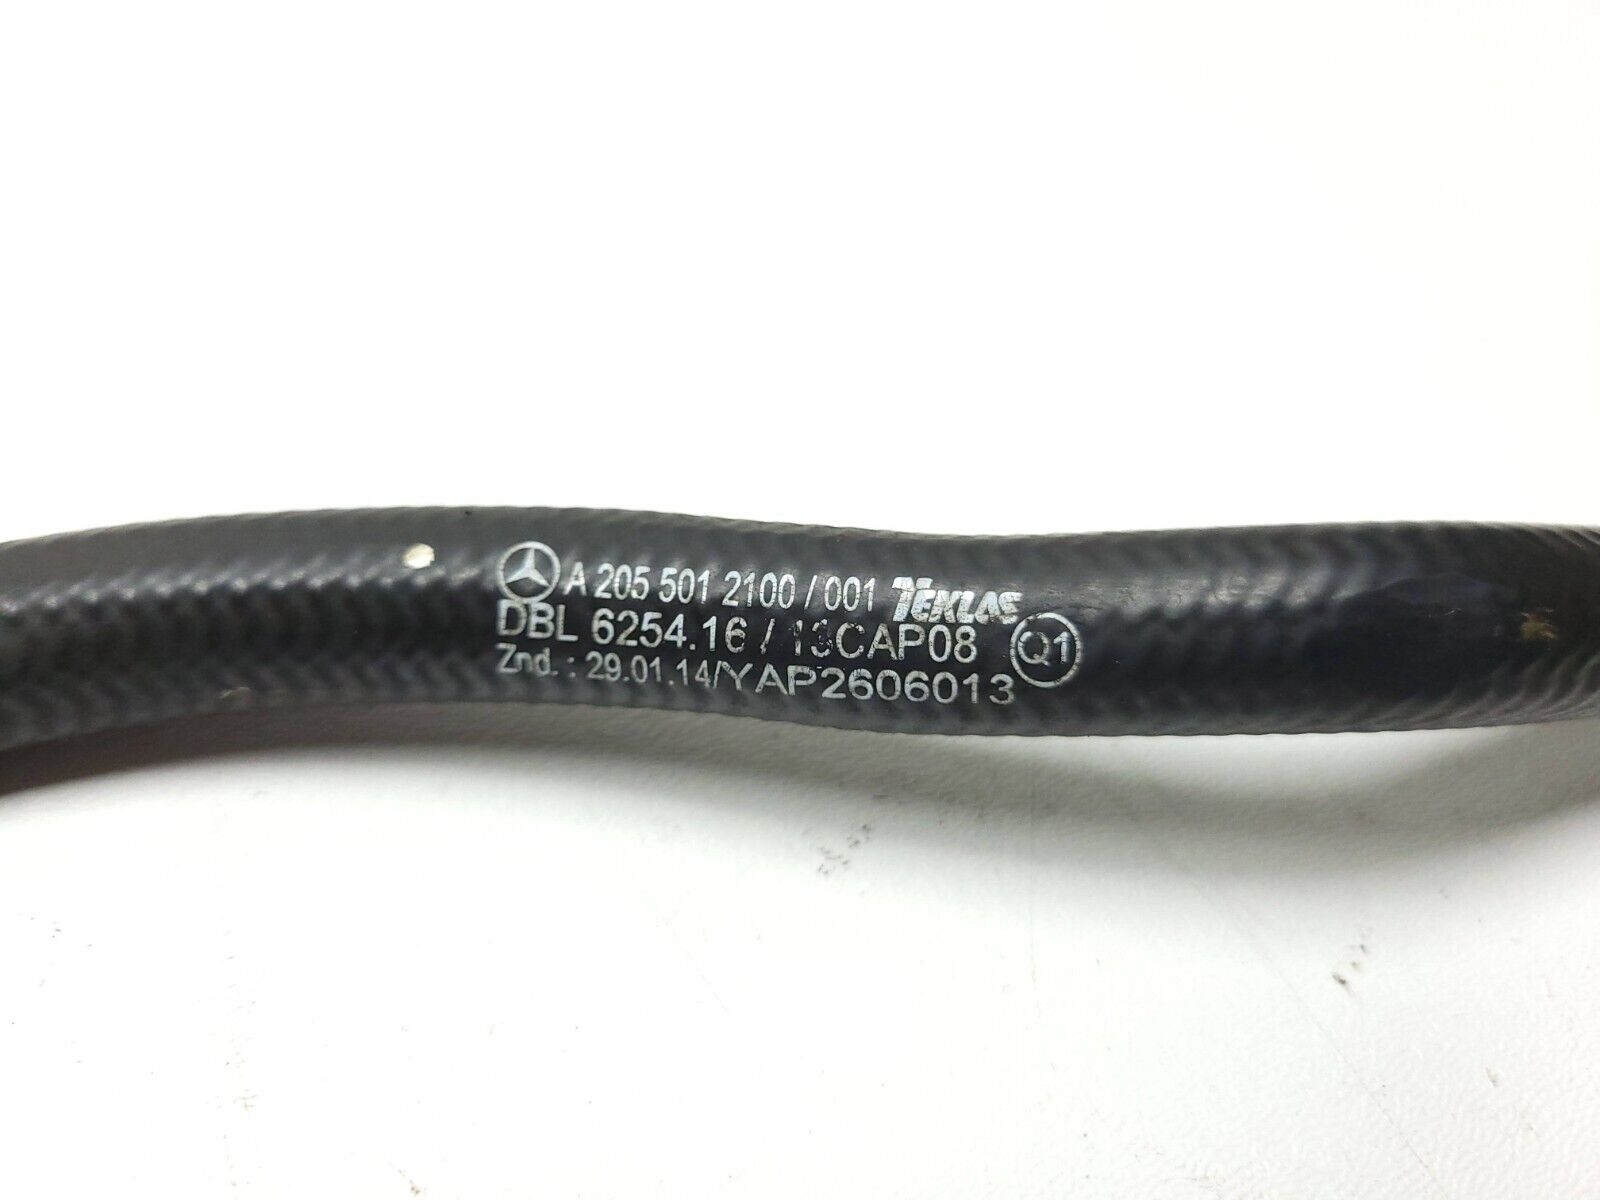 A 205 501 2100 / 001 TEKLAS
DBL 6254.16 / 13CAP08 Q1
Znd. : 29.01.14/YAP2606013